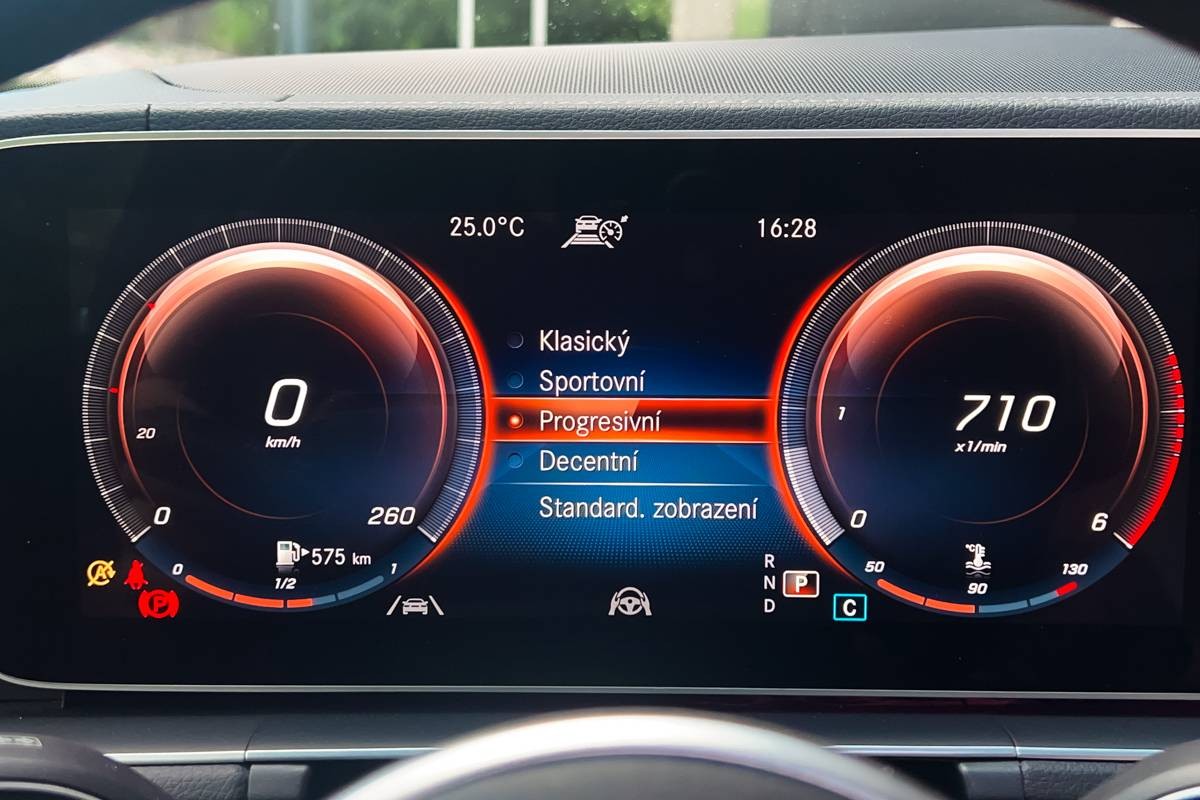 25.0°C
16:28
Klasický
Sportovní
Progresivní
Decentní
Standard. zobrazení
0
km/h
20
0
260
575 km
0
1/2
1
A
P
R
N
P
D
C
710
x1/min
1
0
6
°C
50
90
130